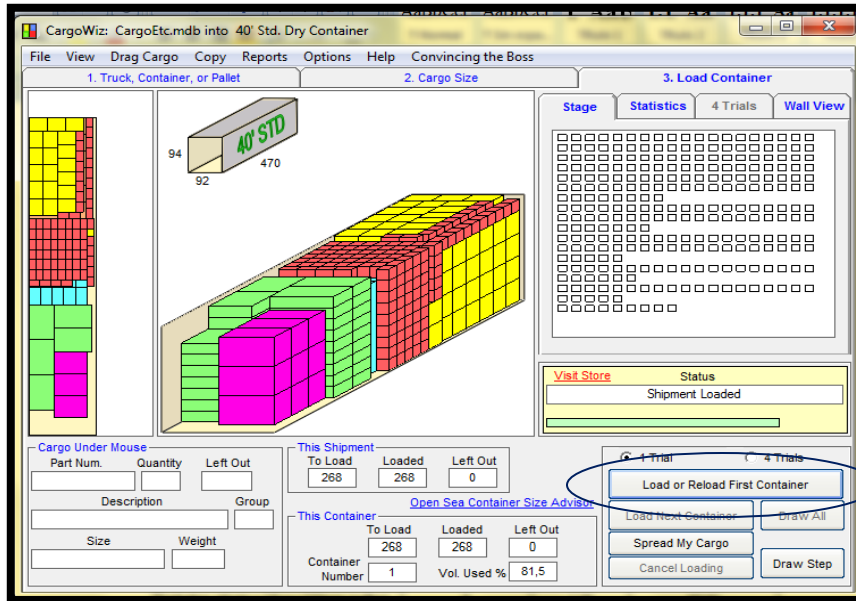 CargoWiz: CargoEtc.mdb into 40' Std. Dry Container
File View Drag Cargo Copy Reports Options Help Convincing the Boss
1. Truck, Container, or Pallet 2. Cargo Size 3. Load Container
Stage Statistics 4 Trials Wall View
40' STD
94
92
470
Visit Store Status
Shipment Loaded
Cargo Under Mouse
Part Num. Quantity Left Out
Description Group
Size Weight
This Shipment
To Load Loaded Left Out
268 268 0
Open Sea Container Size Advisor
This Container
To Load Loaded Left Out
268 268 0
Container Number 1 Vol. Used % 81,5
1 Trial 4 Trials
Load or Reload First Container
Load Next Container Draw All
Spread My Cargo
Cancel Loading Draw Step